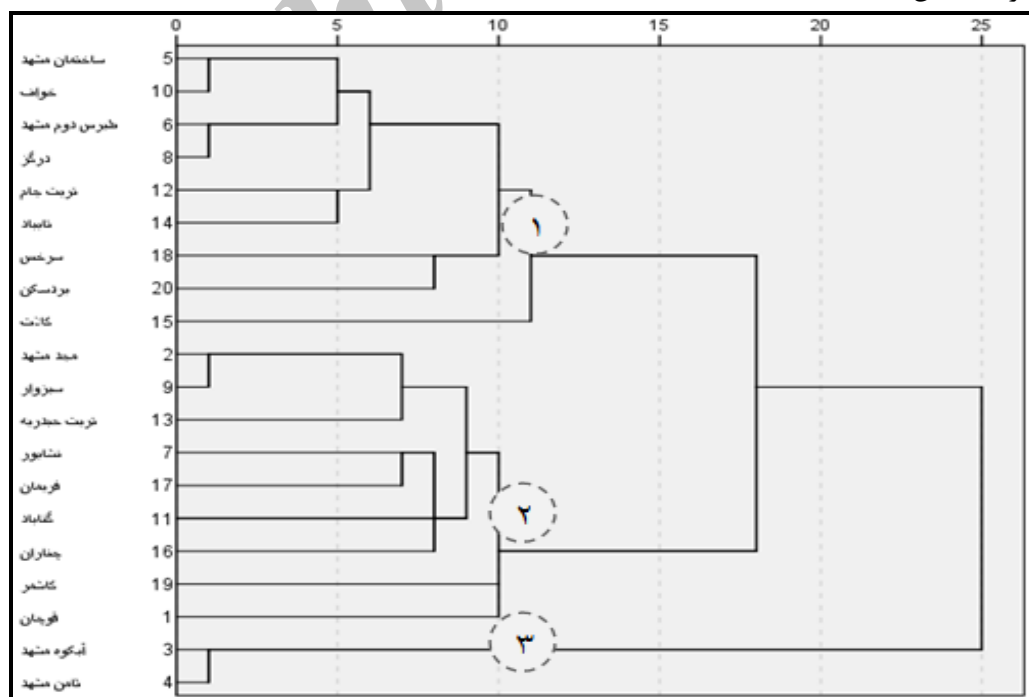 0 5 10 15 20 25
ساختمان مشهد 5
خواف 10
طبرس دوم مشهد 6
درگز 8
تربت جام 12
تایباد 14
سرخس 18
بردسکن 20
کلات 15
مجد مشهد 2
سبزوار 9
تربت حیدریه 13
نیشابور 7
فریمان 17
گناباد 11
چناران 16
کاشمر 19
قوچان 1
آبکوه مشهد 3
ثامن مشهد 4
۱
۲
۳